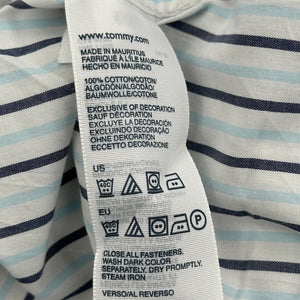 www.tommy.com
MADE IN MAURITIUS
FABRIQUÉ À L'ÎLE MAURICE
HECHO EN MAURICIO
100% COTTON/COTON/
ALGODÓN/ALGODÃO/
BAUMWOLLE/COTONE
EXCLUSIVE OF DECORATION
SAUF DÉCORATION
EXCLUYE LA DECORACIÓN
EXCLUINDO DECORAÇÃO
OHNE DEKORATION
ECCETTO DECORAZIONE
US
EU
CLOSE ALL FASTENERS.
WASH DARK COLOR
SEPARATELY. DRY PROMPTLY.
STEAM IRON
VERSO/AL REVERSO